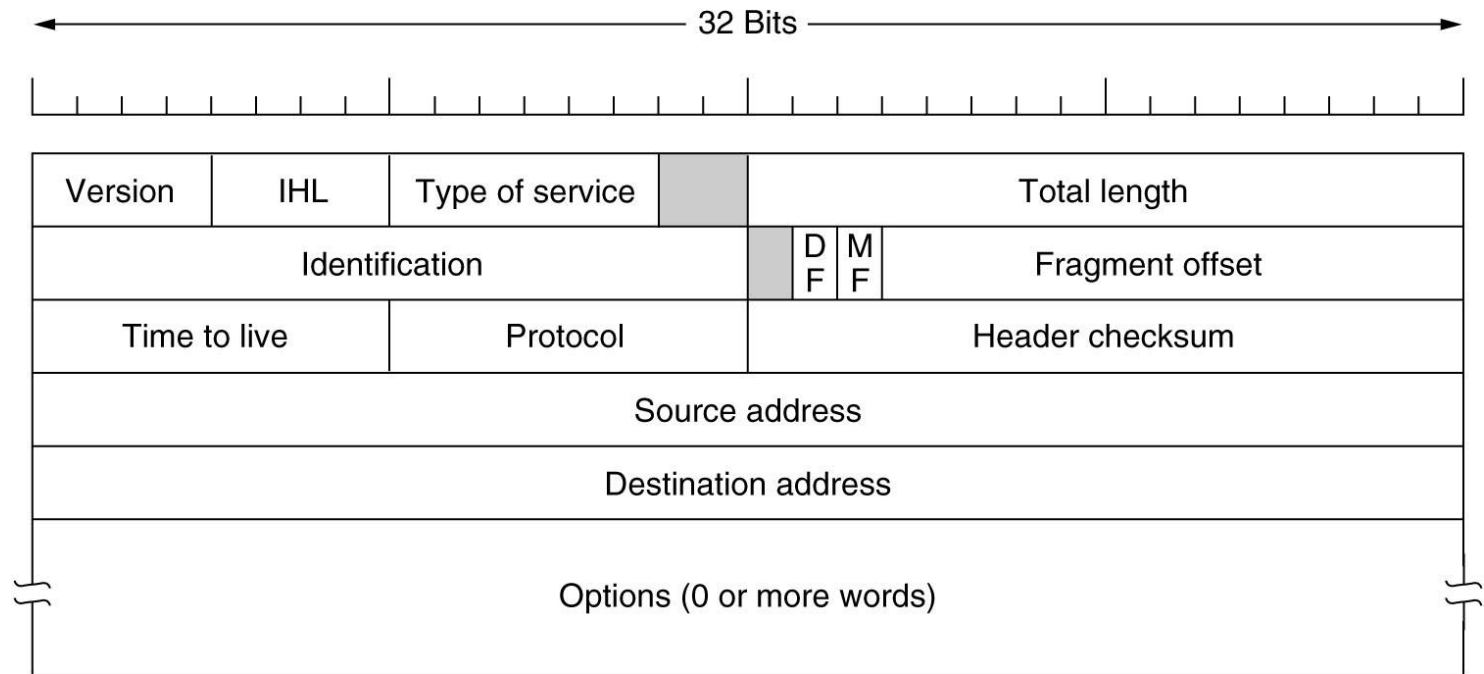 32 Bits
Version IHL Type of service Total length
Identification D F M F Fragment offset
Time to live Protocol Header checksum
Source address
Destination address
Options (0 or more words)